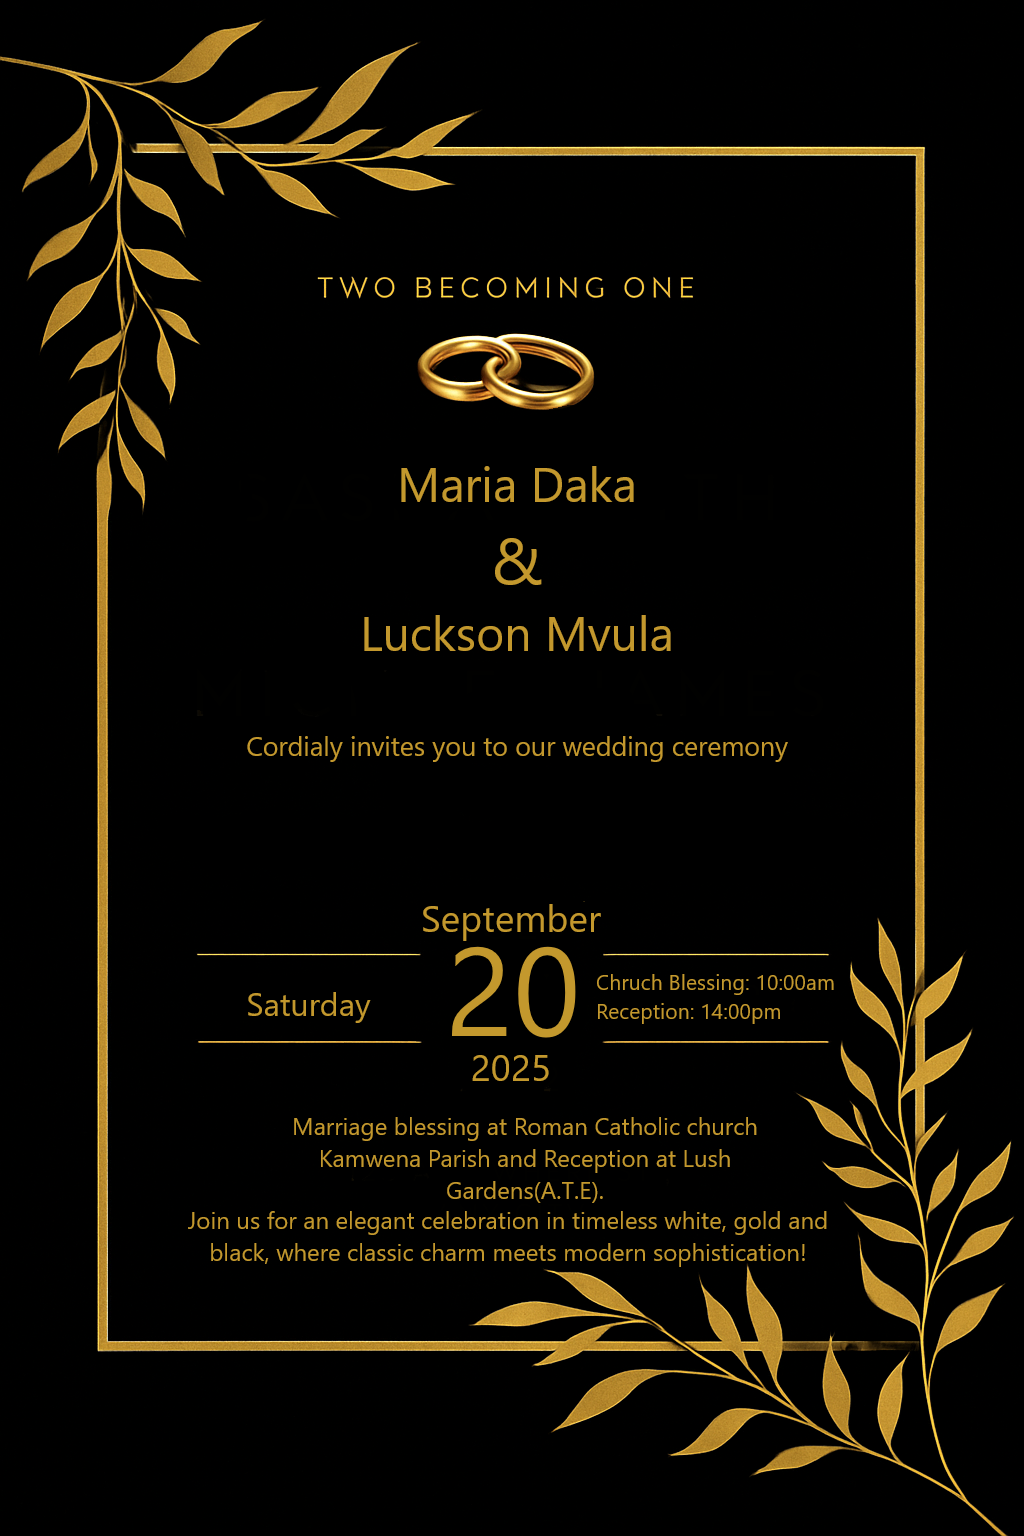 TWO BECOMING ONE
Maria Daka
&
Luckson Mvula
Cordialy invites you to our wedding ceremony
September
Saturday
20
Chruch Blessing: 10:00am
Reception: 14:00pm
2025
Marriage blessing at Roman Catholic church
Kamwena Parish and Reception at Lush
Gardens(A.T.E).
Join us for an elegant celebration in timeless white, gold and
black, where classic charm meets modern sophistication!